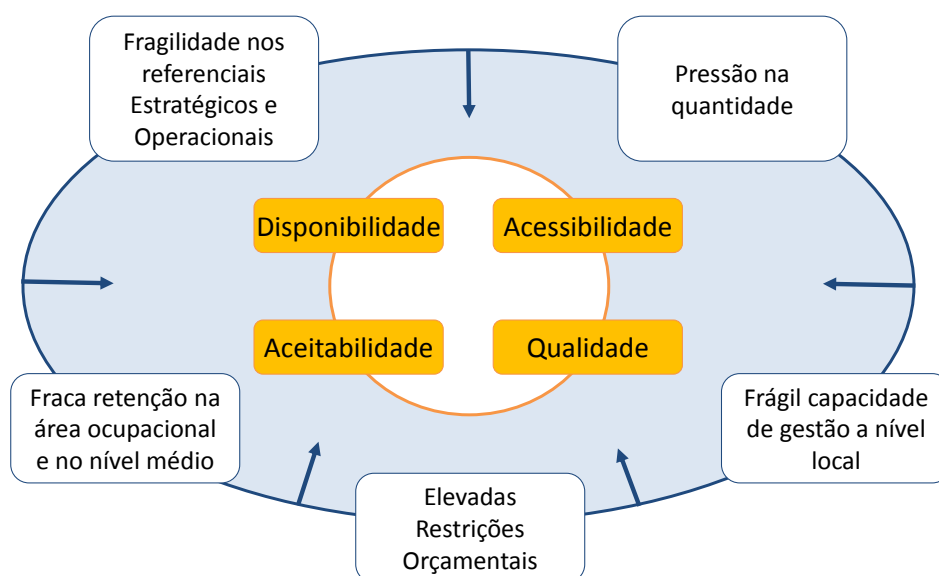 Fragilidade nos
referenciais
Estratégicos e
Operacionais
Pressão na
quantidade
Disponibilidade
Acessibilidade
Aceitabilidade
Qualidade
Fraca retenção na
área ocupacional
e no nível médio
Frágil capacidade
de gestão a nível
local
Elevadas
Restrições
Orçamentais